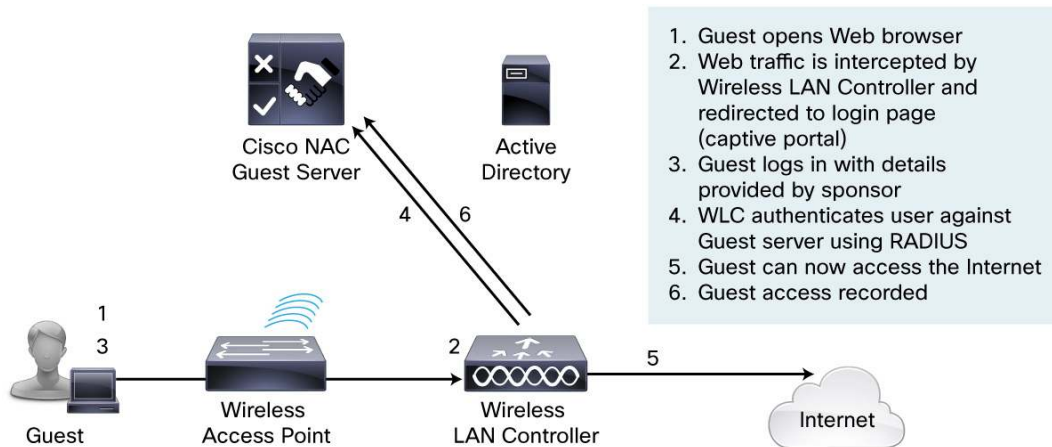 1. Guest opens Web browser
2. Web traffic is intercepted by
Wireless LAN Controller and
redirected to login page
(captive portal)
3. Guest logs in with details
provided by sponsor
4. WLC authenticates user against
Guest server using RADIUS
5. Guest can now access the Internet
6. Guest access recorded
Cisco NAC
Guest Server
Active
Directory
4
6
1
3
2
5
Guest
Wireless
Access Point
Wireless
LAN Controller
Internet